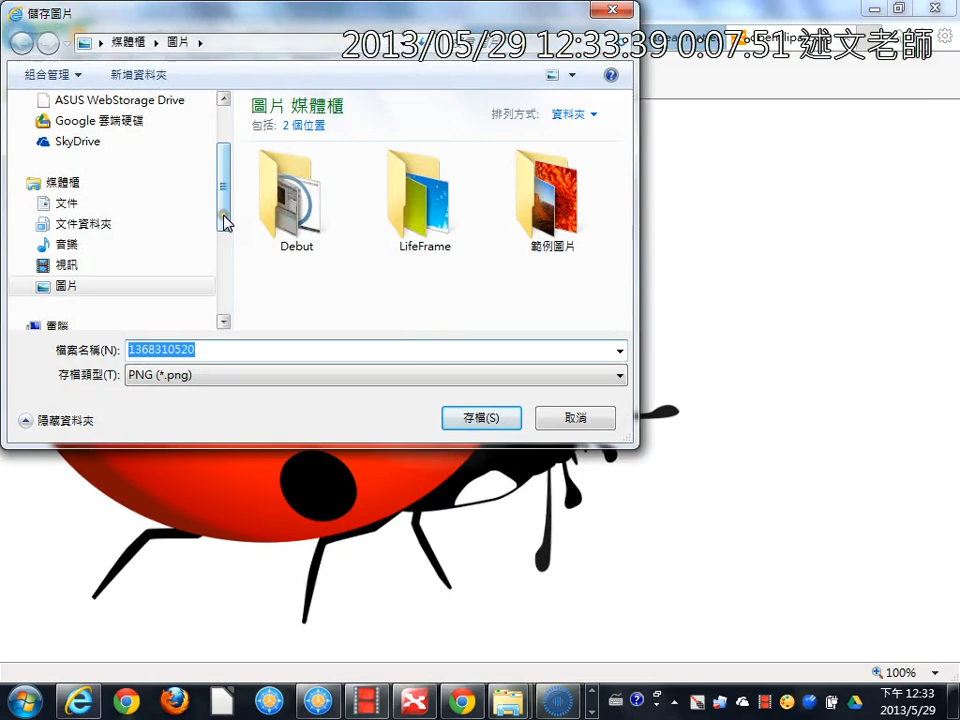 儲存圖片
媒體櫃 圖片
2013/05/29 12:33:39 0:07:51 述文老師
組合管理 新增資料夾
ASUS WebStorage Drive
Google 雲端硬碟
SkyDrive
媒體櫃
文件
文件資料夾
音樂
視訊
圖片
電腦
圖片 媒體櫃
包括: 2 個位置
排列方式: 資料夾
Debut
LifeFrame
範例圖片
檔案名稱(N): 1368310520
存檔類型(T): PNG (*.png)
隱藏資料夾
存檔(S)
取消
100%
下午 12:33
2013/5/29